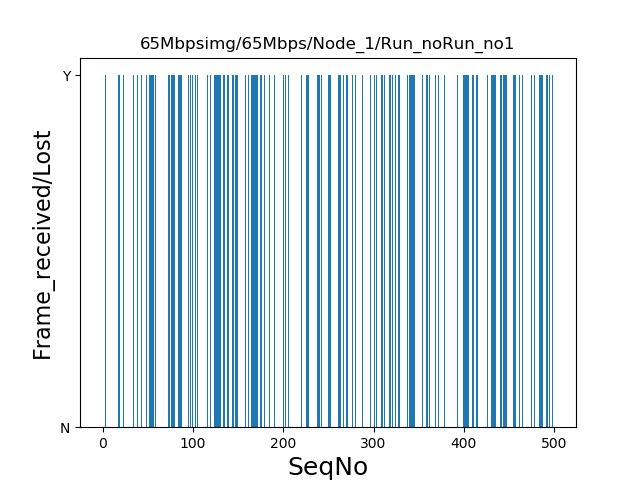 65Mbpsimg/65Mbps/Node_1/Run_noRun_no1
Y
Frame_received/Lost
N
0 100 200 300 400 500
SeqNo